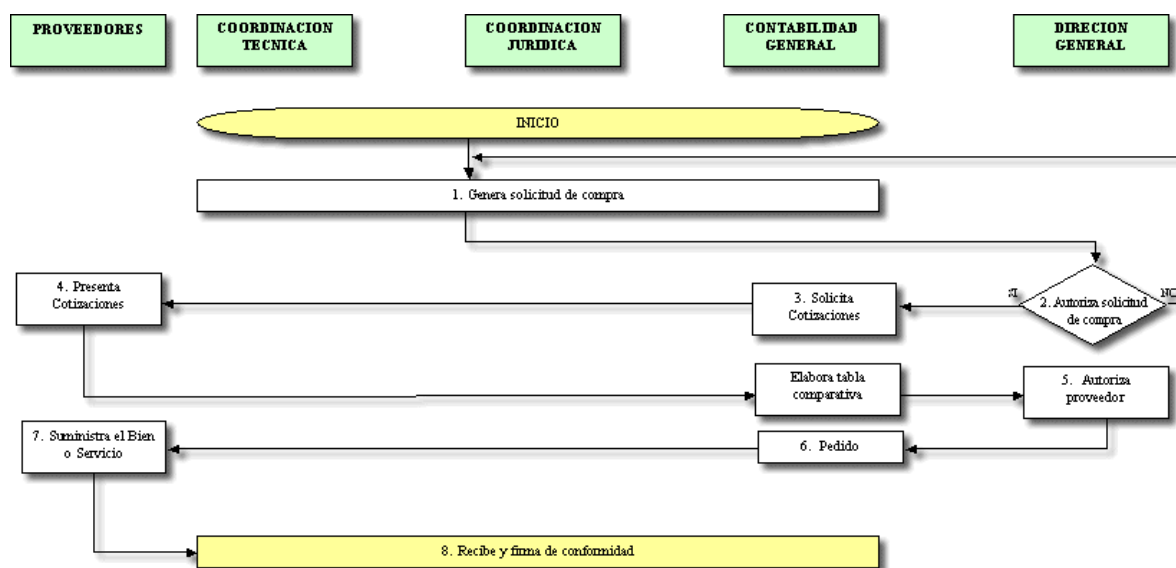 PROVEEDORES
COORDINACION
TECNICA
COORDINACION
JURIDICA
CONTABILIDAD
GENERAL
DIRECION
GENERAL
INICIO
1. Genera solicitud de compra
2. Autoriza solicitud
de compra
SI
NO
3. Solicita
Cotizaciones
4. Presenta
Cotizaciones
Elabora tabla
comparativa
5. Autoriza
proveedor
6. Pedido
7. Suministra el Bien
o Servicio
8. Recibe y firma de conformidad